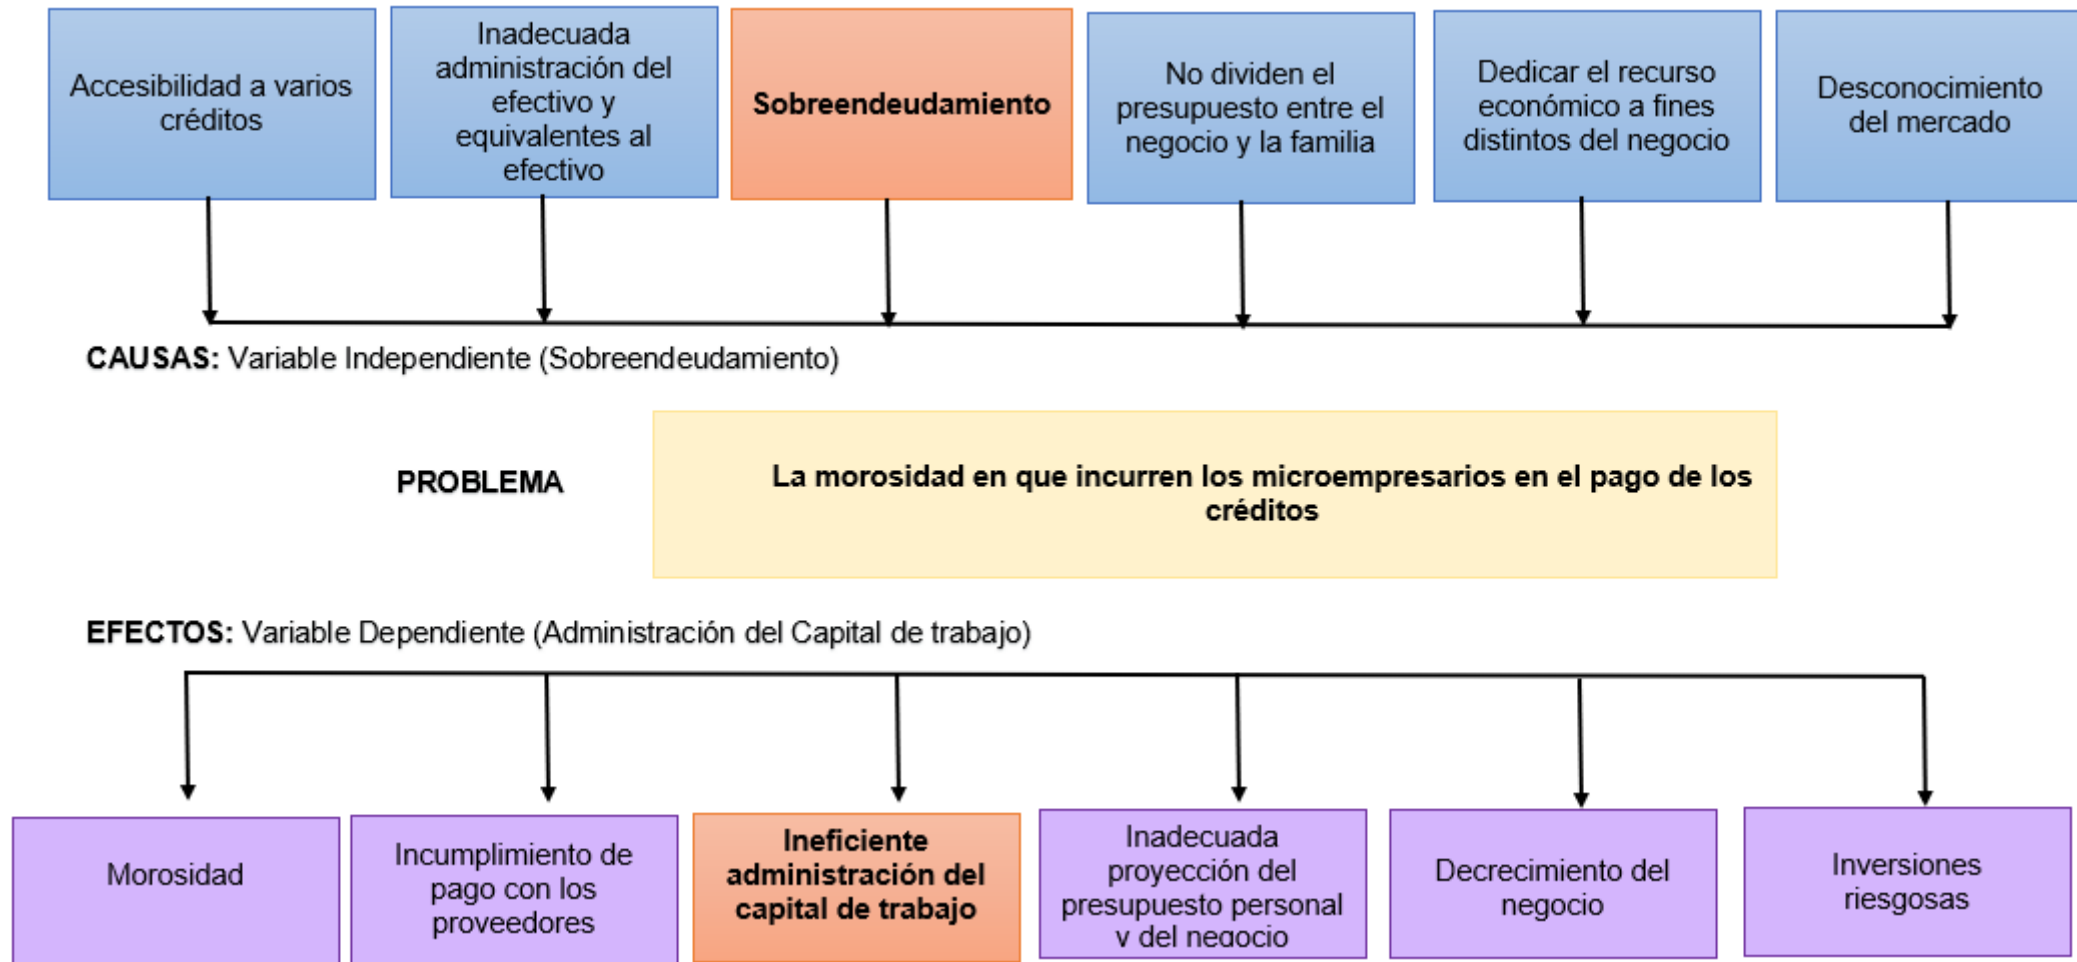 Accesibilidad a varios
créditos
Inadecuada
administración del
efectivo y
equivalentes al
efectivo
Sobreendeudamiento
No dividen el
presupuesto entre el
negocio y la familia
Dedicar el recurso
económico a fines
distintos del negocio
Desconocimiento
del mercado
CAUSAS: Variable Independiente (Sobreendeudamiento)
PROBLEMA
La morosidad en que incurren los microempresarios en el pago de los
créditos
EFECTOS: Variable Dependiente (Administración del Capital de trabajo)
Morosidad
Incumplimiento de
pago con los
proveedores
Ineficiente
administración del
capital de trabajo
Inadecuada
proyección del
presupuesto personal
y del negocio
Decrecimiento del
negocio
Inversiones
riesgosas